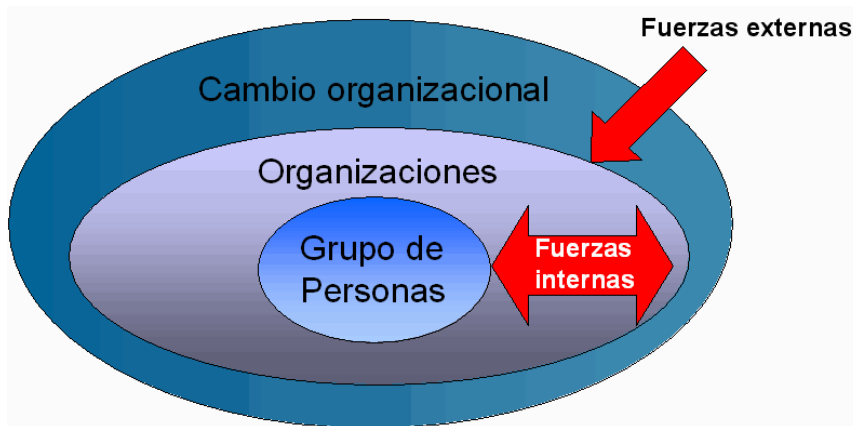 Fuerzas externas
Cambio organizacional
Organizaciones
Grupo de
Personas
Fuerzas
internas